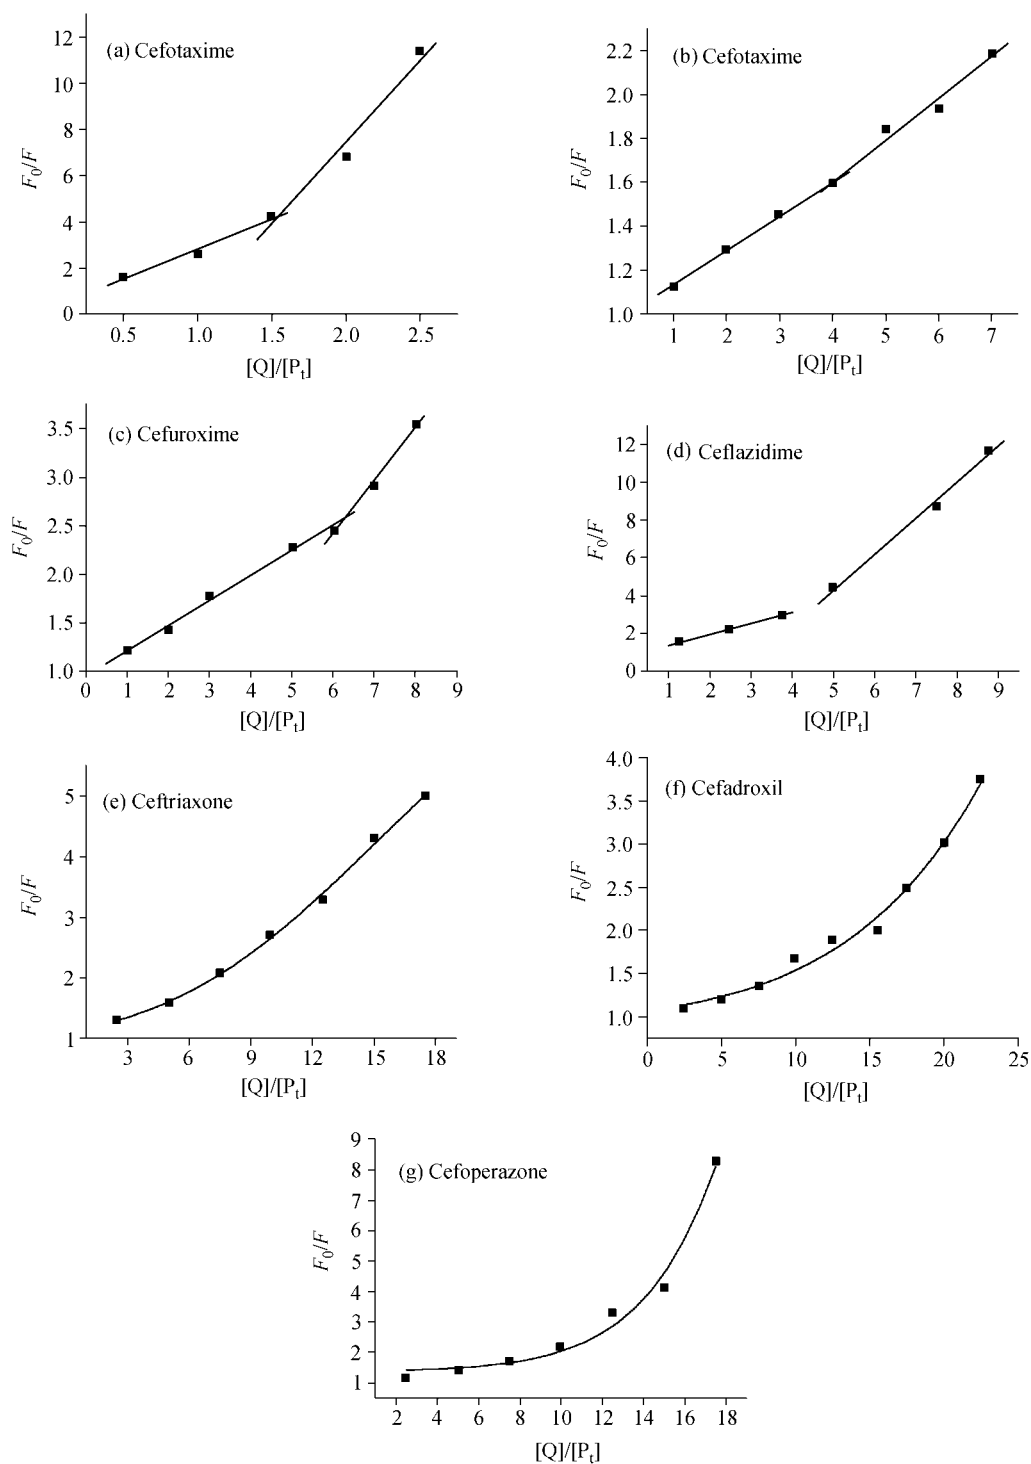 (a) Cefotaxime
F0/F
12
10
8
6
4
2
0
0.5 1.0 1.5 2.0 2.5
[Q]/[Pt]
(b) Cefotaxime
F0/F
2.2
2.0
1.8
1.6
1.4
1.2
1.0
1 2 3 4 5 6 7
[Q]/[Pt]
(c) Cefuroxime
F0/F
3.5
3.0
2.5
2.0
1.5
1.0
0 1 2 3 4 5 6 7 8 9
[Q]/[Pt]
(d) Ceflazidime
F0/F
12
10
8
6
4
2
0
1 2 3 4 5 6 7 8 9
[Q]/[Pt]
(e) Ceftriaxone
F0/F
5
4
3
2
1
3 6 9 12 15 18
[Q]/[Pt]
(f) Cefadroxil
F0/F
4.0
3.5
3.0
2.5
2.0
1.5
1.0
0 5 10 15 20 25
[Q]/[Pt]
(g) Cefoperazone
F0/F
9
8
7
6
5
4
3
2
1
2 4 6 8 10 12 14 16 18
[Q]/[Pt]